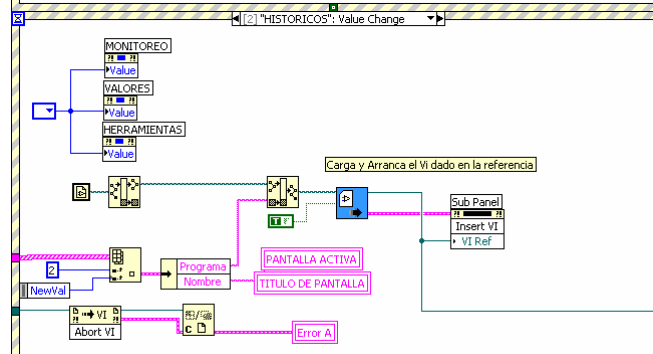 [2] "HISTORICOS": Value Change
MONITOREO
Value
VALORES
Value
HERRAMIENTAS
Value
Carga y Arranca el Vi dado en la referencia
T
Sub Panel
Insert VI
VI Ref
2
NewVal
Programa
Nombre
PANTALLA ACTIVA
TITULO DE PANTALLA
VI
Abort VI
C
Error A